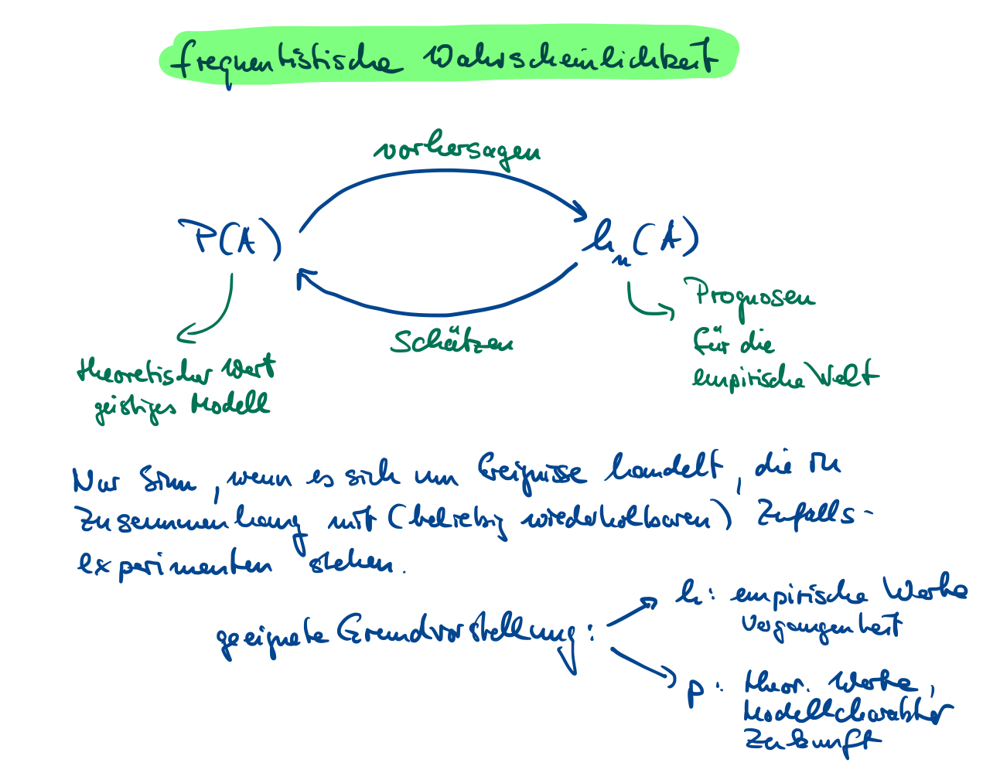 frequentistische Wahrscheinlichkeit
vorhersagen
P(A)
hₙ(A)
Schätzen
Prognosen
für die
empirische Welt
theoretischer Wert
geistiges Modell
Nur Sinn, wenn es sich um Ereignisse handelt, die in
Zusammenhang mit (beliebig wiederholbaren) Zufalls-
experimenten stehen.
geeignete Grundvorstellung:
h: empirische Werte
Vergangenheit
p: theor. Werte,
Modellcharakter
Zukunft